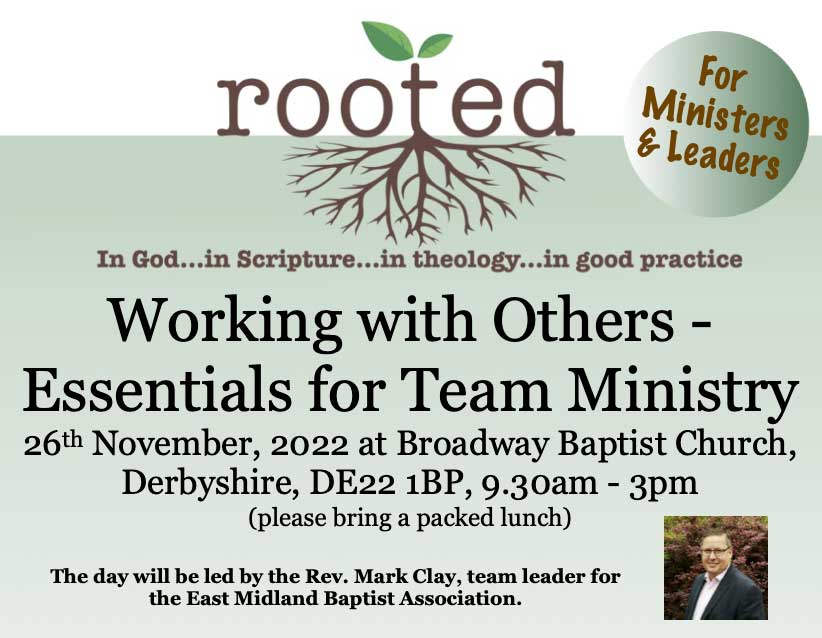 rooted
For
Ministers
& Leaders
In God...in Scripture...in theology...in good practice
Working with Others -
Essentials for Team Ministry
26th November, 2022 at Broadway Baptist Church,
Derbyshire, DE22 1BP, 9.30am - 3pm
(please bring a packed lunch)
The day will be led by the Rev. Mark Clay, team leader for
the East Midland Baptist Association.